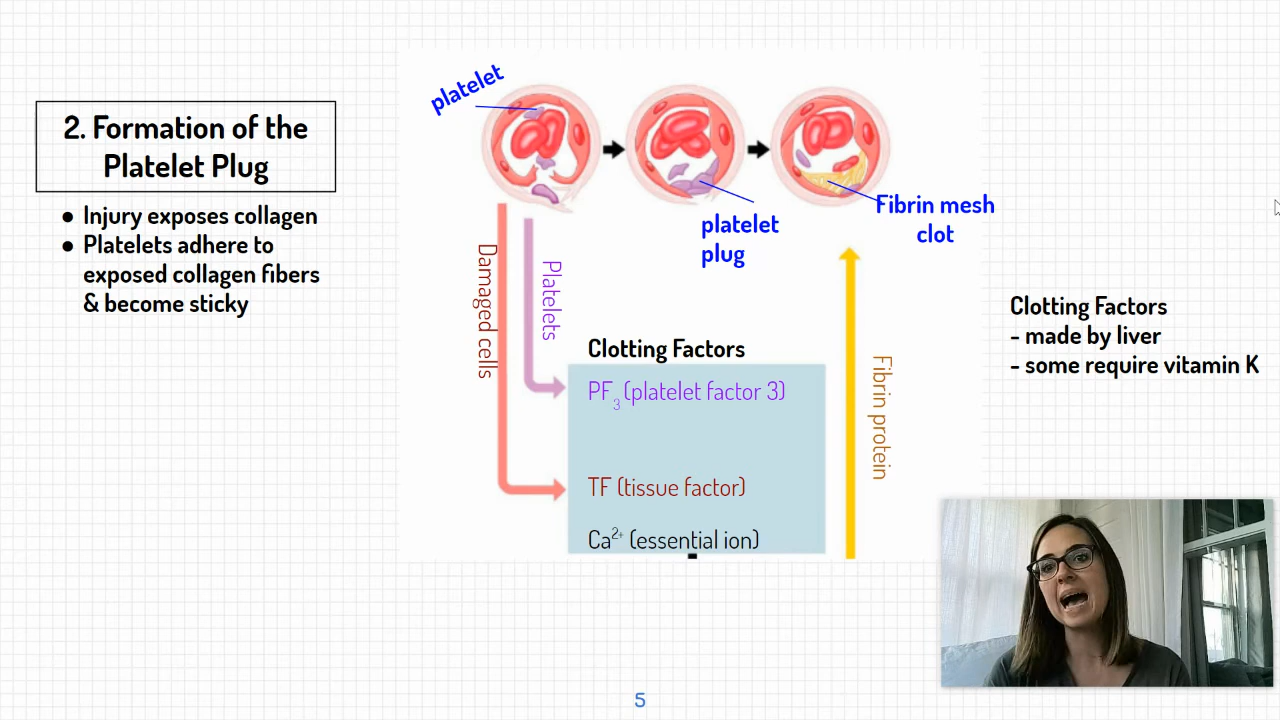 2. Formation of the
Platelet Plug
● Injury exposes collagen
● Platelets adhere to
exposed collagen fibers
& become sticky
platelet
platelet
plug
Fibrin mesh
clot
Damaged cells
Platelets
Clotting Factors
PF3 (platelet factor 3)
TF (tissue factor)
Ca2+ (essential ion)
Fibrin protein
Clotting Factors
- made by liver
- some require vitamin K
5